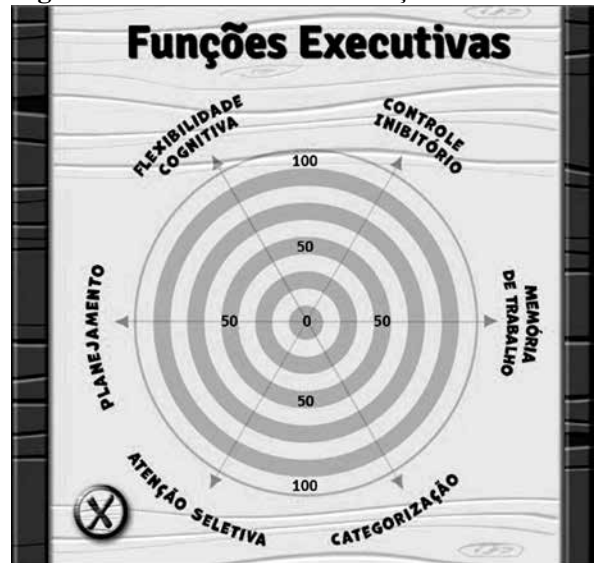 Funções Executivas
FLEXIBILIDADE
COGNITIVA
CONTROLE
INIBITÓRIO
100
50
PLANEJAMENTO
50
0
50
MEMÓRIA
DE TRABALHO
50
100
ATENÇÃO SELETIVA
CATEGORIZAÇÃO
X